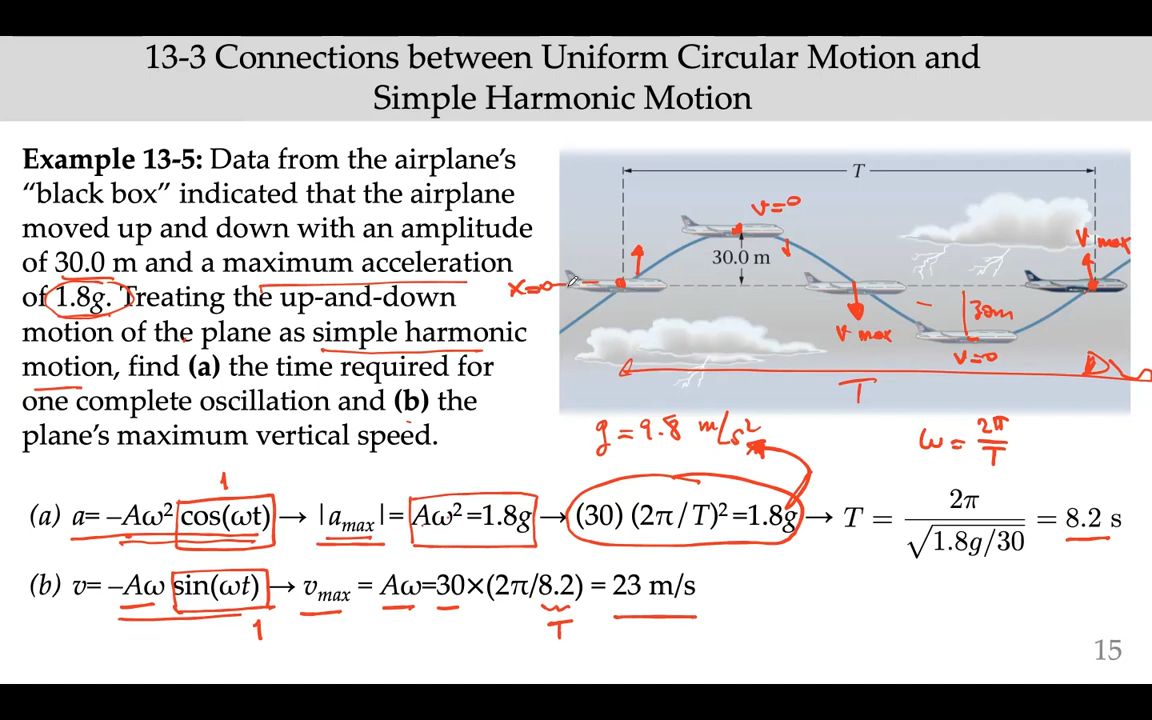 13-3 Connections between Uniform Circular Motion and
Simple Harmonic Motion
Example 13-5: Data from the airplane's
"black box" indicated that the airplane
moved up and down with an amplitude
of 30.0 m and a maximum acceleration
of 1.8g. Treating the up-and-down
motion of the plane as simple harmonic
motion, find (a) the time required for
one complete oscillation and (b) the
plane's maximum vertical speed.
T
v=0
30.0 m
v max
x=0
30m
v max
v=0
T
g = 9.8 m/s²
ω = 2π/T
1
(a) a= −Aω² cos(ωt) → |a_max|= Aω²=1.8g → (30) (2π/T)²=1.8g → T = 2π/√1.8g/30 = 8.2 s
(b) v= −Aω sin(ωt) → v_max = Aω=30×(2π/8.2) = 23 m/s
1
T
15